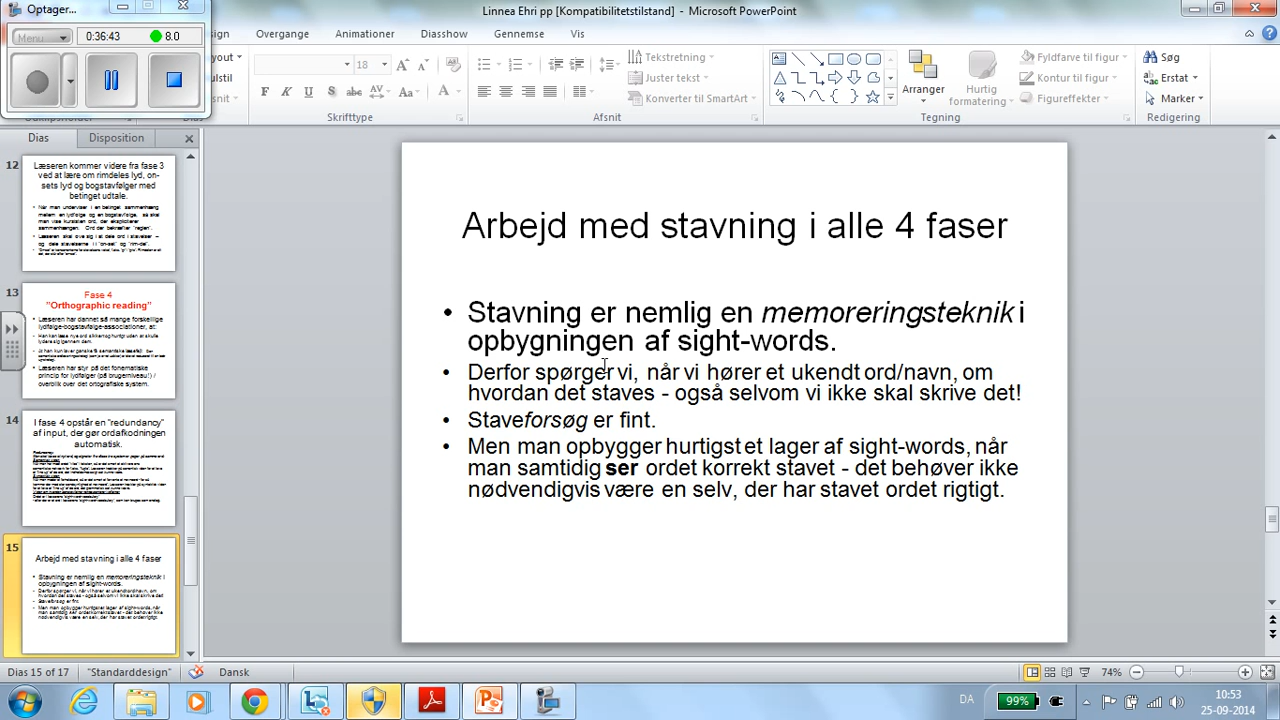 Optager...
Linnea Ehri pp [Kompatibilitetstilstand] - Microsoft PowerPoint
Menu
0:36:43
8.0
Overgange
Animationer
Diasshow
Gennemse
Vis
18
Tekstretning
Juster tekst
Konverter til SmartArt
Arranger
Hurtig
formatering
Fyldfarve til figur
Kontur til figur
Figureffekter
Søg
Erstat
Marker
Skrifttype
Afsnit
Tegning
Redigering
Dias
Disposition
12
Læseren kommer videre fra fase 3
ved at lære om rimdeles lyd, on-
sets lyd og bogstavfølger med
betinget udtale.
13
Fase 4
"Orthographic reading"
14
I fase 4 opstår en "redundancy"
af input, der gør ordafkodningen
automatisk.
15
Arbejd med stavning i alle 4 faser
Arbejd med stavning i alle 4 faser
• Stavning er nemlig en memoreringsteknik i
opbygningen af sight-words.
• Derfor spørger vi, når vi hører et ukendt ord/navn, om
hvordan det staves - også selvom vi ikke skal skrive det!
• Staveforsøg er fint.
• Men man opbygger hurtigst et lager af sight-words, når
man samtidig ser ordet korrekt stavet - det behøver ikke
nødvendigvis være en selv, der har stavet ordet rigtigt.
Dias 15 of 17
"Standarddesign"
Dansk
74%
DA
99%
10:53
25-09-2014